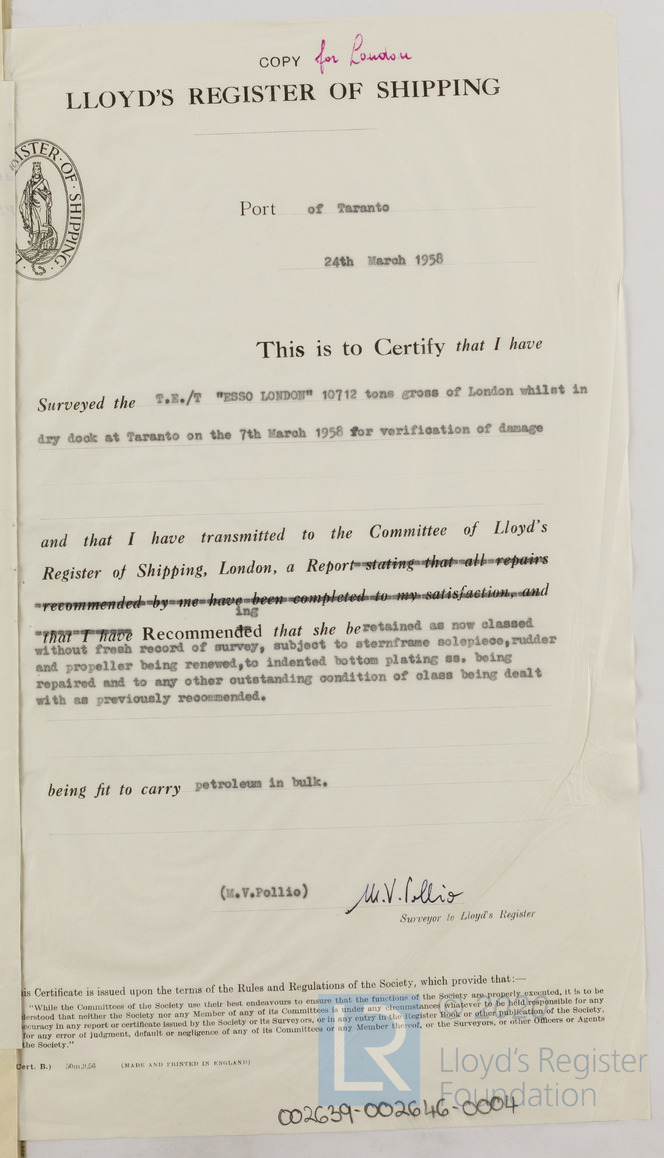 COPY for London
LLOYD'S REGISTER OF SHIPPING
ISTER·OF·SHIPPING
Port of Taranto
24th March 1958
This is to Certify that I have
Surveyed the T.E./T "ESSO LONDON" 10712 tons gross of London whilst in
dry dock at Taranto on the 7th March 1958 for verification of damage
and that I have transmitted to the Committee of Lloyd's
Register of Shipping, London, a Report stating that all repairs
recommended by me have been completed to my satisfaction, and
ing
that I have Recommended that she be retained as now classed
without fresh record of survey, subject to sternframe solepiece,rudder
and propeller being renewed,to indented bottom plating ss. being
repaired and to any other outstanding condition of class being dealt
with as previously recommended.
being fit to carry petroleum in bulk.
(M.V.Pollio) M.V.Pollio
Surveyor to Lloyd's Register
is Certificate is issued upon the terms of the Rules and Regulations of the Society, which provide that:—
"While the Committees of the Society use their best endeavours to ensure that the functions of the Society are properly executed, it is to be
erstood that neither the Society nor any Member of any of its Committees is under any circumstances whatever to be held responsible for any
ccuracy in any report or certificate issued by the Society or its Surveyors, or in any entry in the Register Book or other publication of the Society,
for any error of judgment, default or negligence of any of its Committees or any Member thereof, or the Surveyors, or other Officers or Agents
the Society."
Cert. B.) 50m,9,56 (MADE AND PRINTED IN ENGLAND)
LR
Lloyd's Register
Foundation
002639-002646-0004